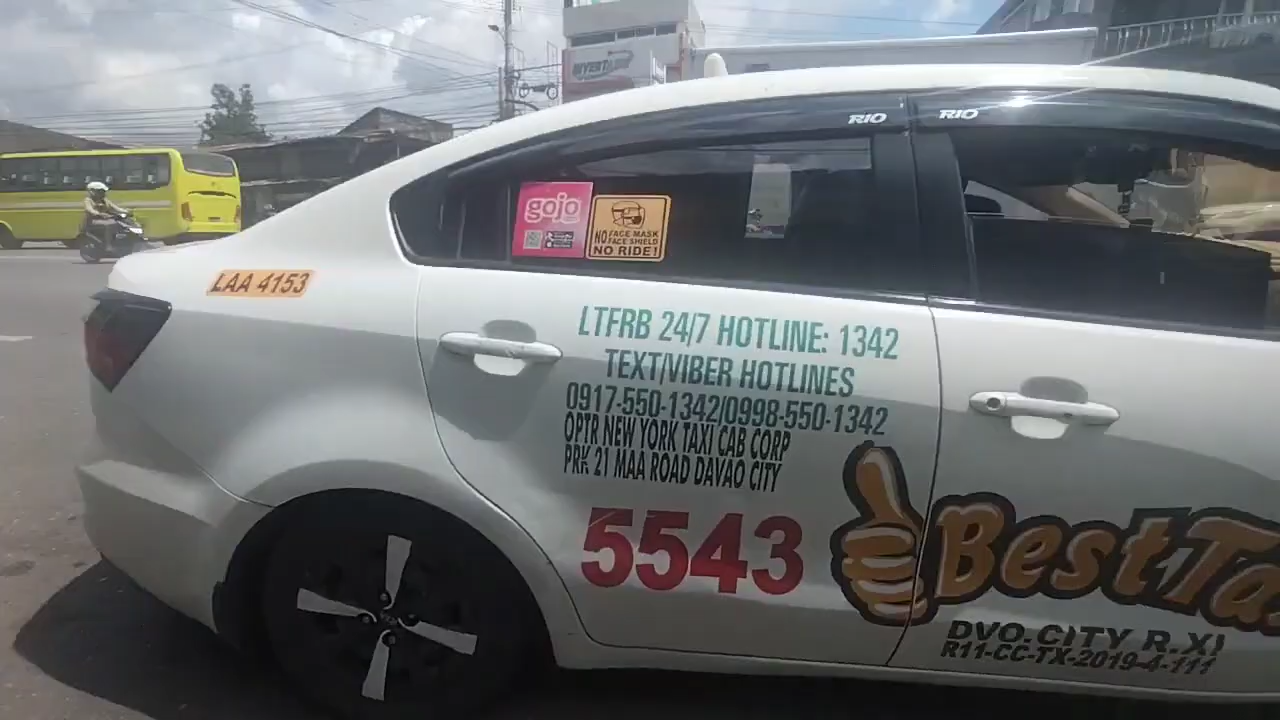 RIO
RIO
gojo
NO FACE MASK
FACE SHIELD
NO RIDE!
LAA 4153
LTFRB 24/7 HOTLINE: 1342
TEXT/VIBER HOTLINES
0917-550-1342/0998-550-1342
OPTR NEW YORK TAXI CAB CORP
PRK 21 MAA ROAD DAVAO CITY
5543
Best Ta
DVO.CITY R.XI
R11-CC-TX-2019-4-111